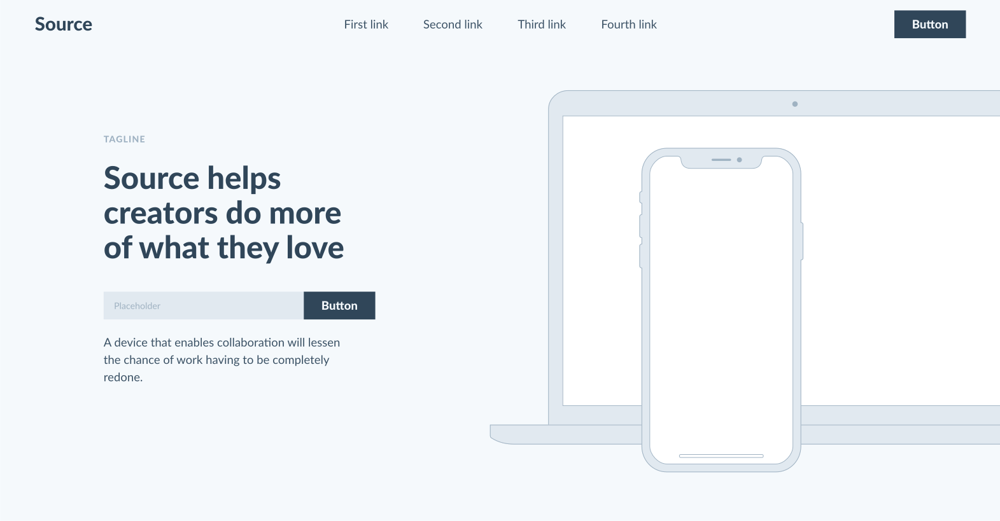 Source
First link
Second link
Third link
Fourth link
Button
TAGLINE
Source helps
creators do more
of what they love
Placeholder
Button
A device that enables collaboration will lessen
the chance of work having to be completely
redone.